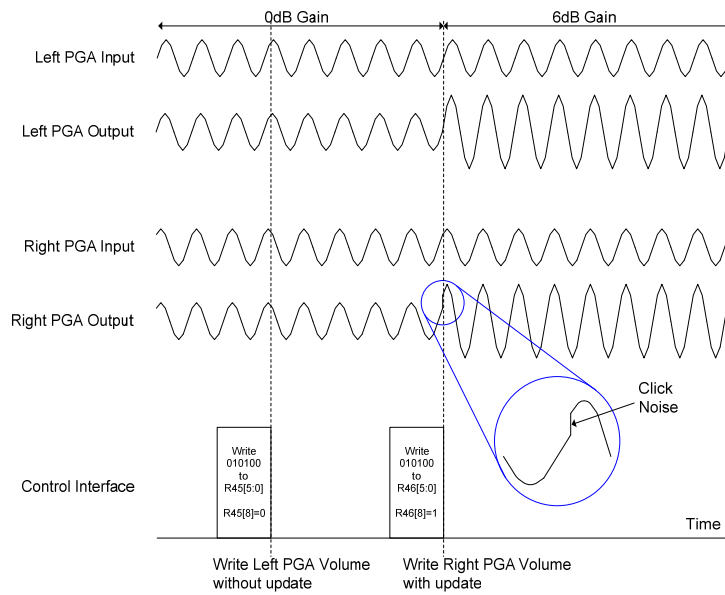 0dB Gain
6dB Gain
Left PGA Input
Left PGA Output
Right PGA Input
Right PGA Output
Click
Noise
Control Interface
Write
010100
to
R45[5:0]
R45[8]=0
Write
010100
to
R46[5:0]
R46[8]=1
Time
Write Left PGA Volume
without update
Write Right PGA Volume
with update